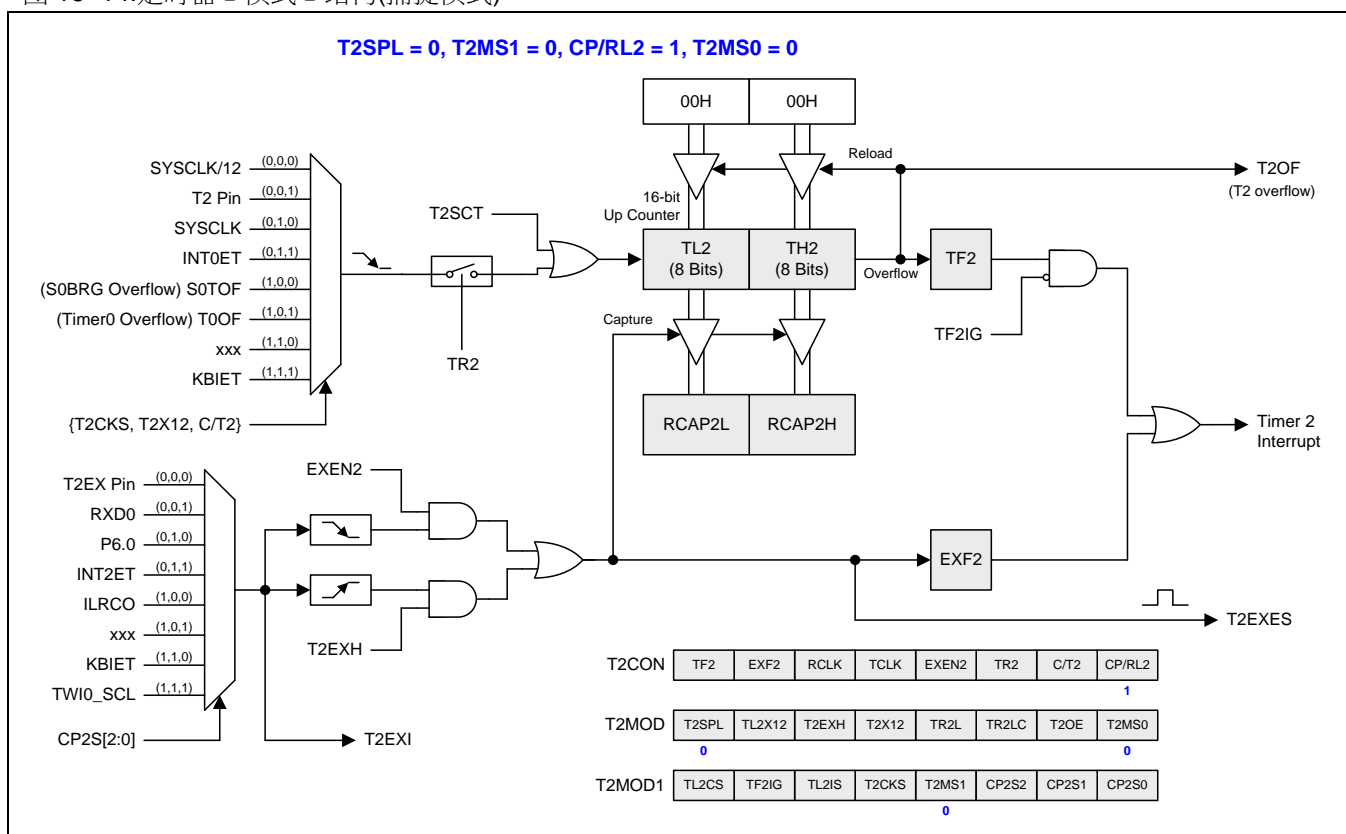 T2SPL = 0, T2MS1 = 0, CP/RL2 = 1, T2MS0 = 0
00H 00H
Reload
T2OF
(T2 overflow)
SYSCLK/12 (0,0,0)
T2 Pin (0,0,1)
SYSCLK (0,1,0)
INT0ET (0,1,1)
(S0BRG Overflow) S0TOF (1,0,0)
(Timer0 Overflow) T0OF (1,0,1)
xxx (1,1,0)
KBIET (1,1,1)
{T2CKS, T2X12, C/T2}
TR2
T2SCT
16-bit
Up Counter
TL2
(8 Bits)
TH2
(8 Bits)
Overflow
TF2
TF2IG
Capture
RCAP2L RCAP2H
Timer 2
Interrupt
T2EX Pin (0,0,0)
RXD0 (0,0,1)
P6.0 (0,1,0)
INT2ET (0,1,1)
ILRCO (1,0,0)
xxx (1,0,1)
KBIET (1,1,0)
TWI0_SCL (1,1,1)
CP2S[2:0]
T2EXI
EXEN2
T2EXH
EXF2
T2EXES
T2CON TF2 EXF2 RCLK TCLK EXEN2 TR2 C/T2 CP/RL2
1
T2MOD T2SPL TL2X12 T2EXH T2X12 TR2L TR2LC T2OE T2MS0
0 0
T2MOD1 TL2CS TF2IG TL2IS T2CKS T2MS1 CP2S2 CP2S1 CP2S0
0